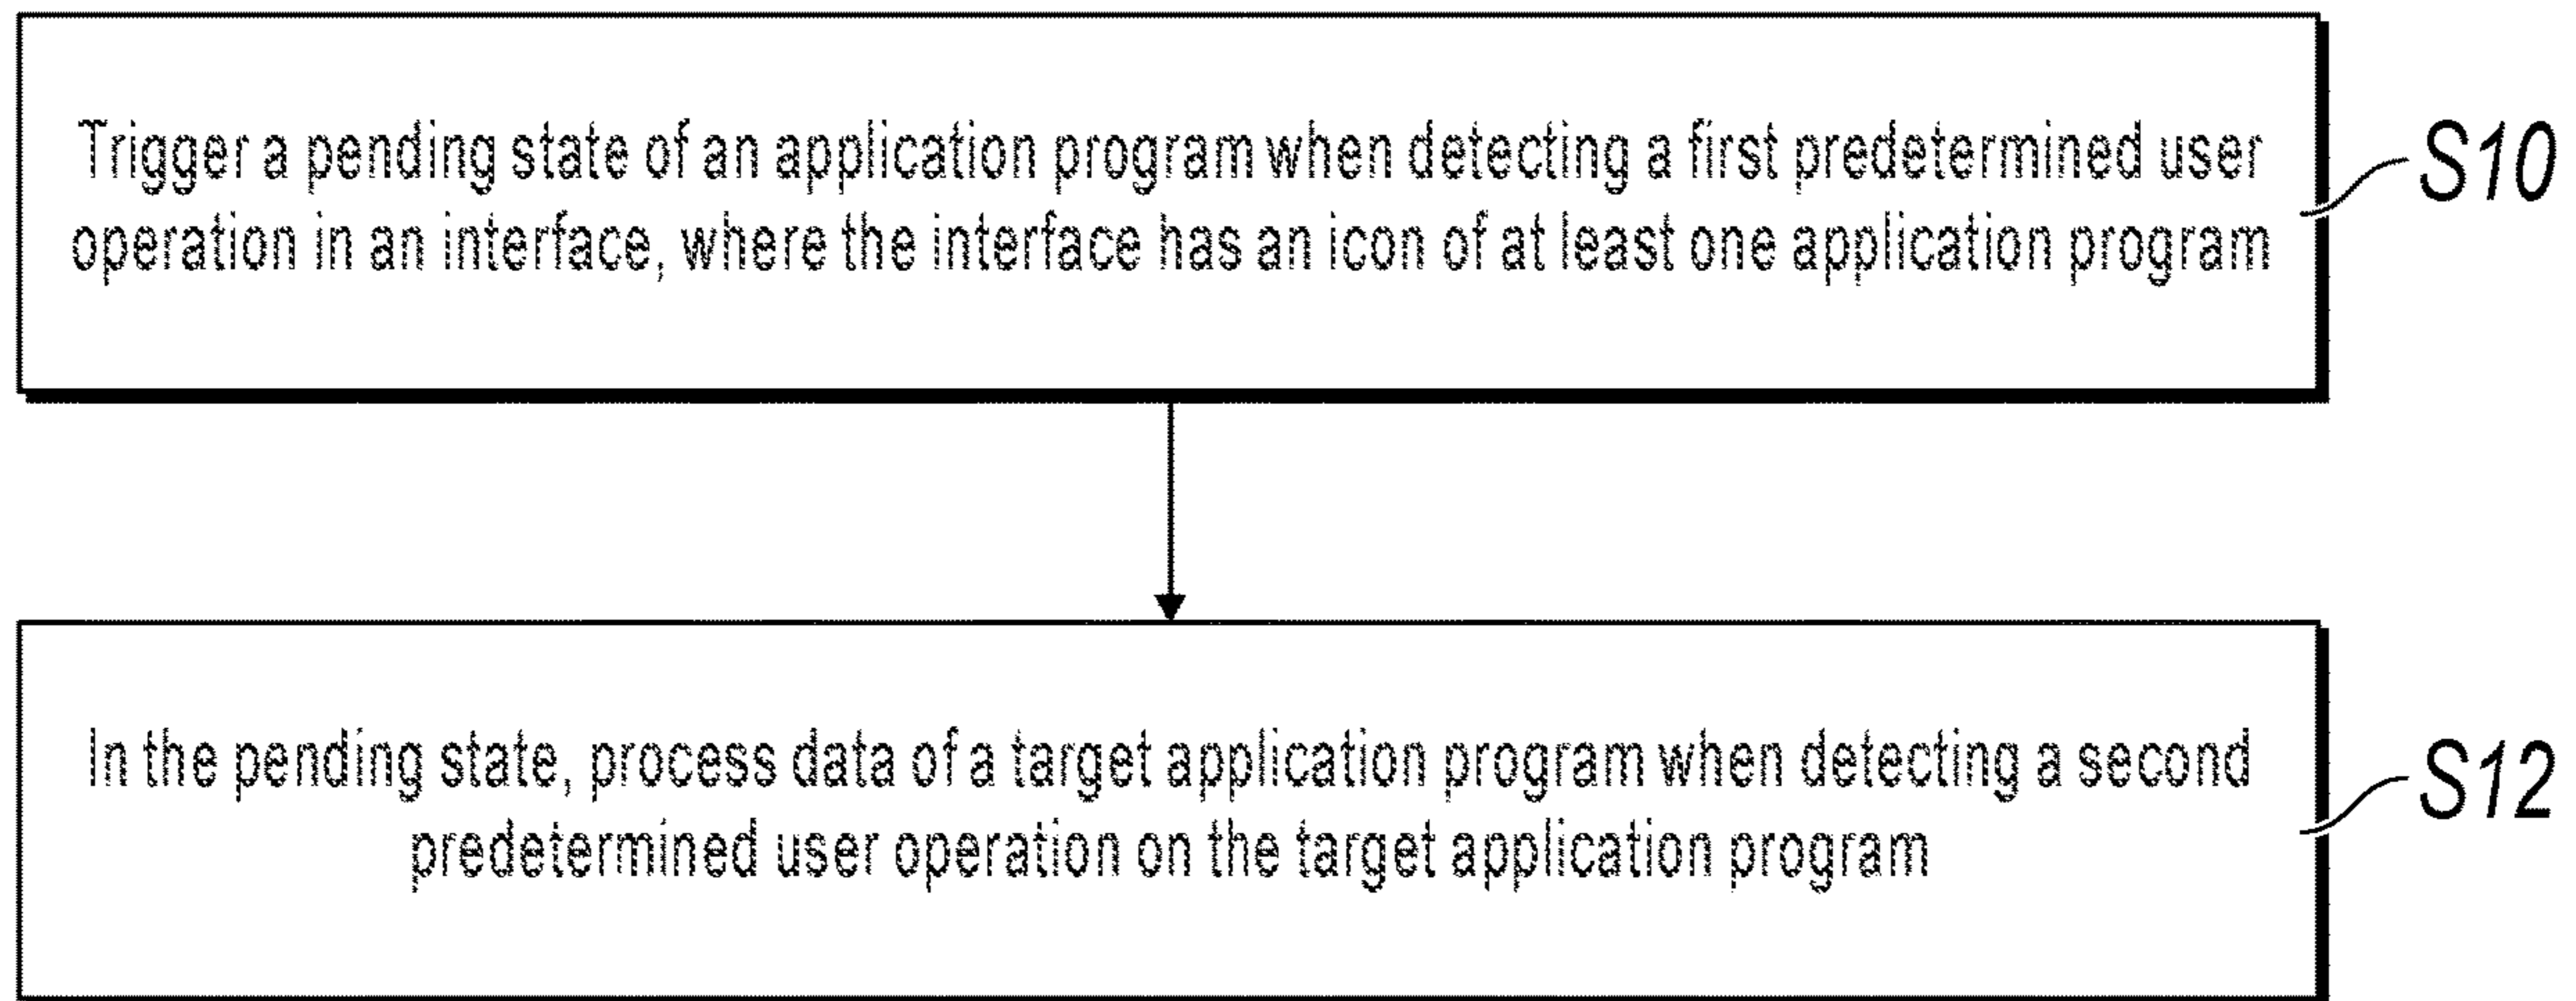 Trigger a pending state of an application program when detecting a first predetermined user
operation in an interface, where the interface has an icon of at least one application program
S10
In the pending state, process data of a target application program when detecting a second
predetermined user operation on the target application program
S12